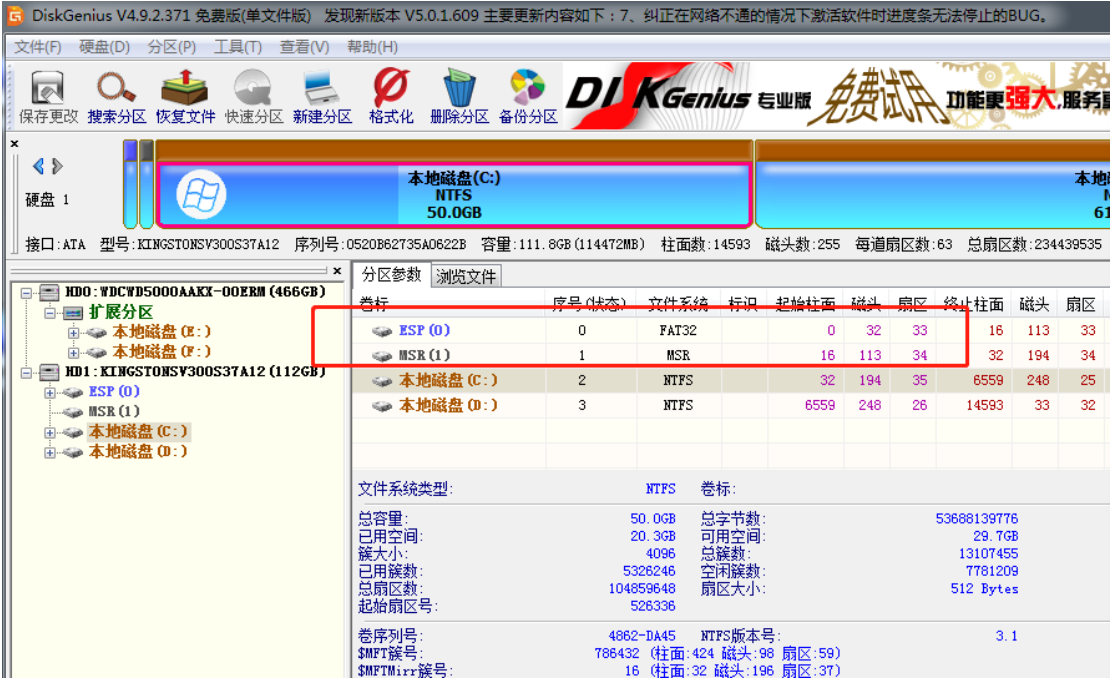 DiskGenius V4.9.2.371 免费版(单文件版) 发现新版本 V5.0.1.609 主要更新内容如下：7、纠正在网络不通的情况下激活软件时进度条无法停止的BUG。
文件(F) 硬盘(D) 分区(P) 工具(T) 查看(V) 帮助(H)
保存更改 搜索分区 恢复文件 快速分区 新建分区 格式化 删除分区 备份分区
DISKGenius 专业版 免费试用 功能更强大,服务
硬盘 1
本地磁盘(C:)
NTFS
50.0GB
本地
61
接口:ATA 型号:KINGSTONSV300S37A12 序列号:0520B62735A0622B 容量:111.8GB(114472MB) 柱面数:14593 磁头数:255 每道扇区数:63 总扇区数:234439535
HD0:WDCWD5000AAKX-00ERM(466GB)
扩展分区
本地磁盘(E:)
本地磁盘(F:)
HD1:KINGSTONSV300S37A12(112GB)
ESP(0)
MSR(1)
本地磁盘(C:)
本地磁盘(D:)
分区参数 浏览文件
卷标 序号(状态) 文件系统 标识 起始柱面 磁头 扇区 终止柱面 磁头 扇区
ESP(0) 0 FAT32 0 32 33 16 113 33
MSR(1) 1 MSR 16 113 34 32 194 34
本地磁盘(C:) 2 NTFS 32 194 35 6559 248 25
本地磁盘(D:) 3 NTFS 6559 248 26 14593 33 32
文件系统类型: NTFS 卷标:
总容量: 50.0GB 总字节数: 53688139776
已用空间: 20.3GB 可用空间: 29.7GB
簇大小: 4096 总簇数: 13107455
已用簇数: 5326246 空闲簇数: 7781209
总扇区数: 104859648 扇区大小: 512 Bytes
起始扇区号: 526336
卷序列号: 4862-DA45 NTFS版本号: 3.1
$MFT簇号: 786432 (柱面:424 磁头:98 扇区:59)
$MFTMirr簇号: 16 (柱面:32 磁头:196 扇区:37)